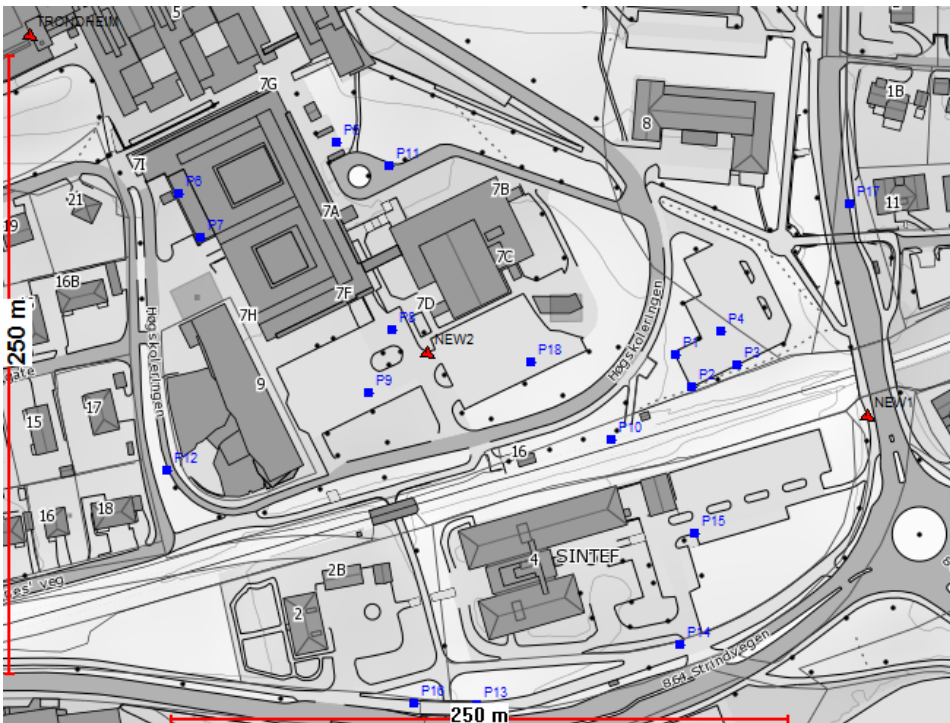 TRONDHEIM
5
7G
8
1B
P5
P11
7I
P6
7B
P17
21
7A
11
19
P7
7C
16B
7F
7D
7H
P8
NEW2
Høgskoleringen
Høgskoleringen
P4
250 m
P1
P3
P18
9
P9
P2
NEW1
17
15
P10
16
P12
18
16
P15
4
SINTEF
2B
2
P14
864 Strindvegen
P16
P13
250 m